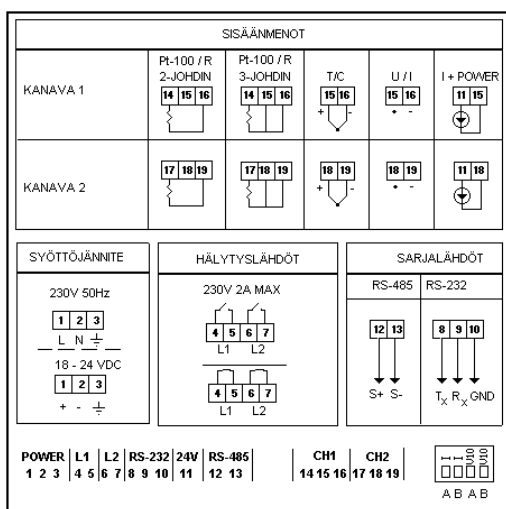 SISÄÄNMENOT
Pt-100 / R
2-JOHDIN
Pt-100 / R
3-JOHDIN
T/C
U / I
I + POWER
KANAVA 1
14 15 16
14 15 16
15 16
15 16
11 15
+ -
+ -
KANAVA 2
17 18 19
17 18 19
18 19
18 19
11 18
+ -
+ -
SYÖTTÖJÄNNITE
230V 50Hz
1 2 3
L N
18 - 24 VDC
1 2 3
+ -
HÄLYTYSLÄHDÖT
230V 2A MAX
4 5 6 7
L1 L2
4 5 6 7
L1 L2
SARJALÄHDÖT
RS-485 RS-232
12 13 8 9 10
S+ S- TX RX GND
POWER L1 L2 RS-232 24V RS-485 CH1 CH2
1 2 3 4 5 6 7 8 9 10 11 12 13 14 15 16 17 18 19
I I U10 U10
A B A B